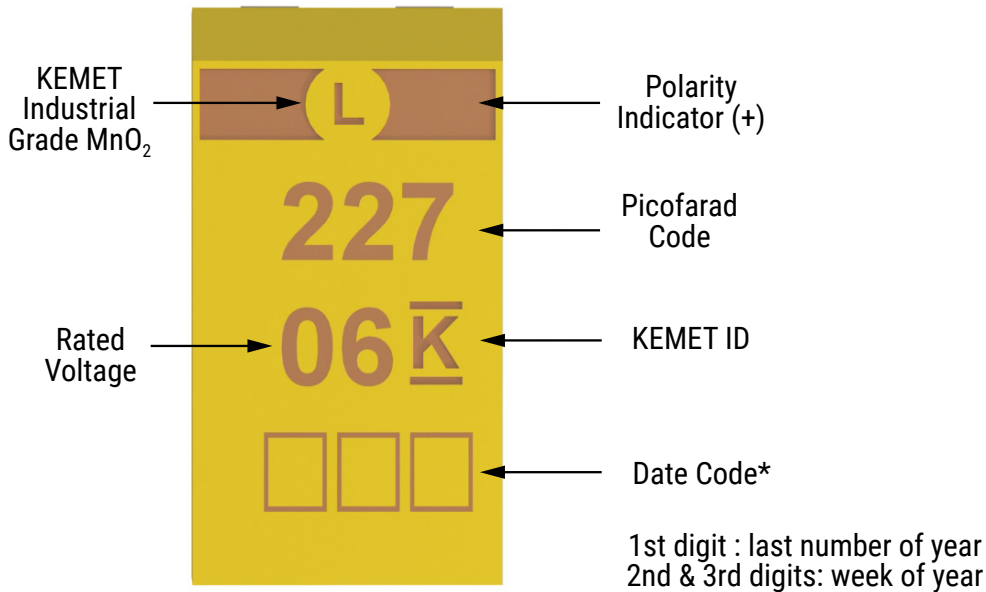 KEMET
Industrial
Grade MnO₂
L
Polarity
Indicator (+)
227
Picofarad
Code
Rated
Voltage
06 K
KEMET ID
Date Code*
1st digit : last number of year
2nd & 3rd digits: week of year